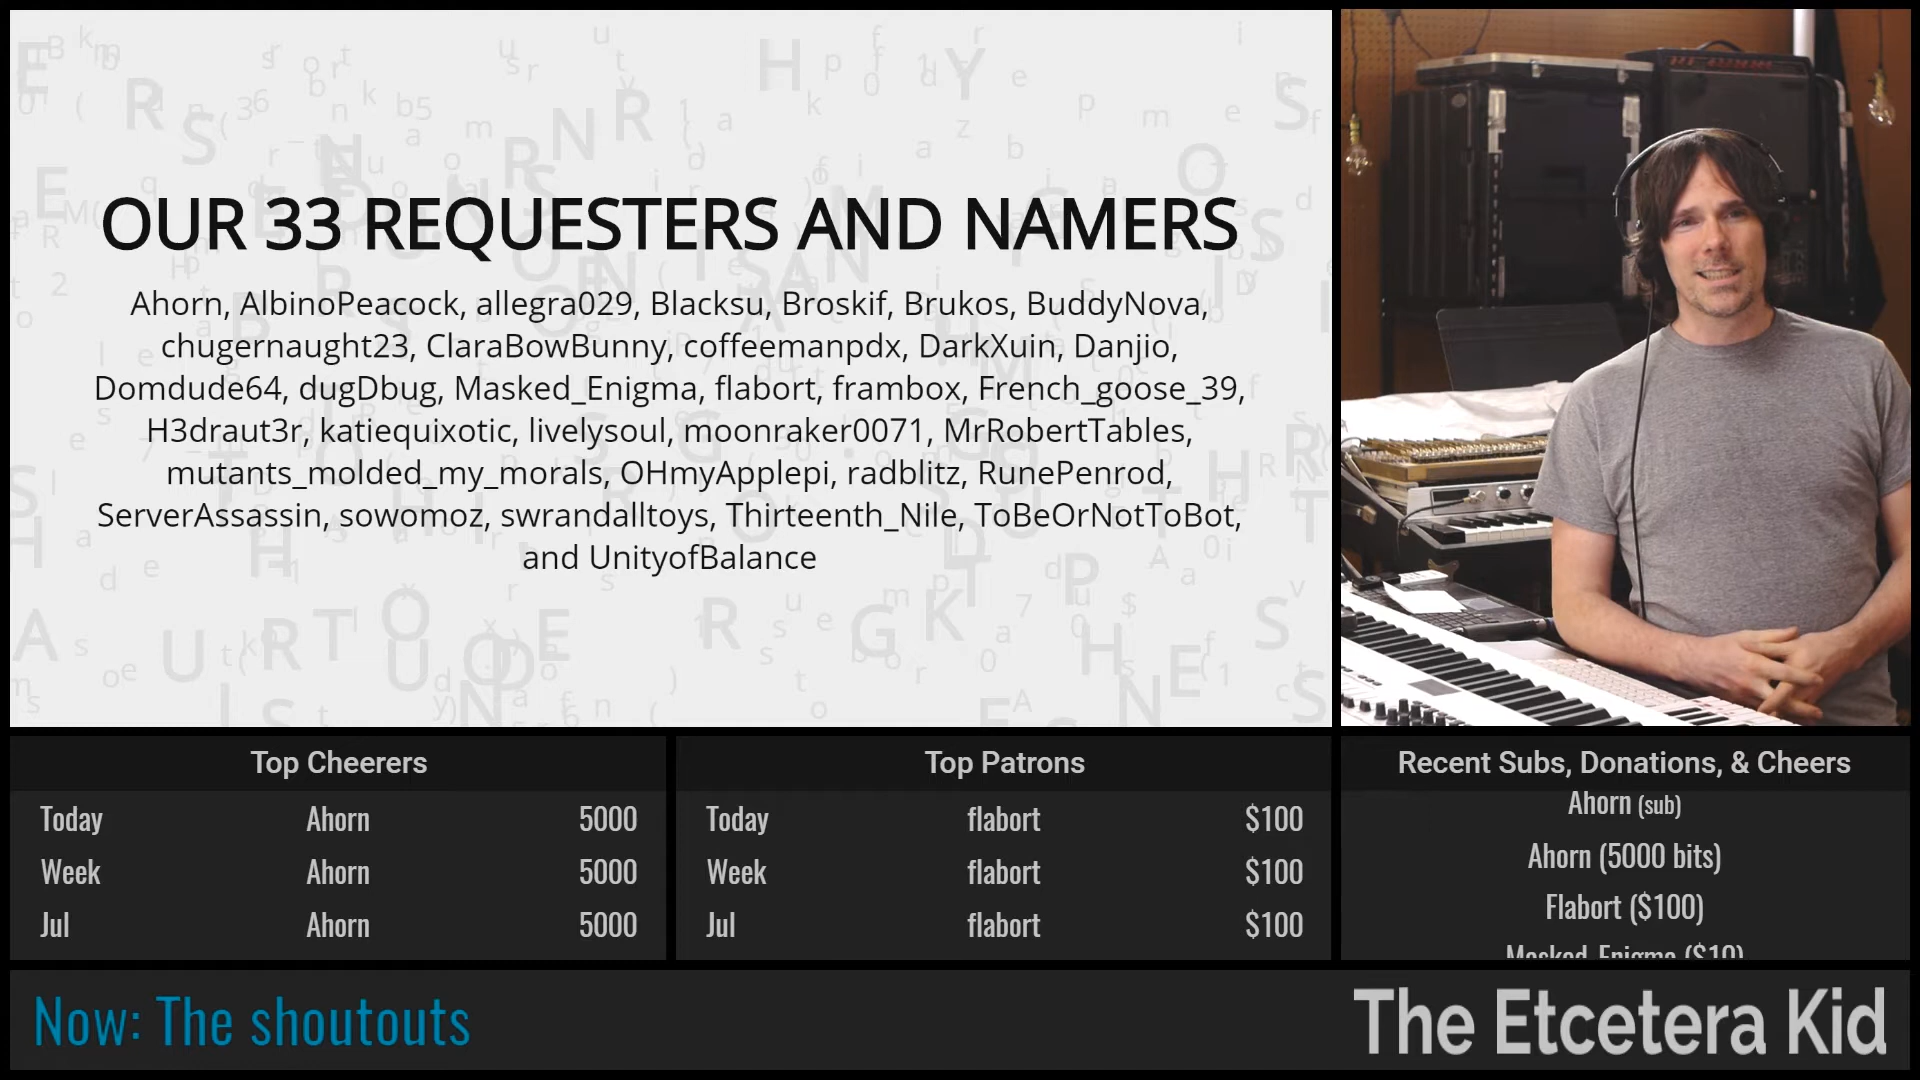 OUR 33 REQUESTERS AND NAMERS
Ahorn, AlbinoPeacock, allegra029, Blacksu, Broskif, Brukos, BuddyNova,
chugernaught23, ClaraBowBunny, coffeemanpdx, DarkXuin, Danjio,
Domdude64, dugDbug, Masked_Enigma, flabort, frambox, French_goose_39,
H3draut3r, katiequixotic, livelysoul, moonraker0071, MrRobertTables,
mutants_molded_my_morals, OHmyApplepi, radblitz, RunePenrod,
ServerAssassin, sowomoz, swrandalltoys, Thirteenth_Nile, ToBeOrNotToBot,
and UnityofBalance
Top Cheerers
Today Ahorn 5000
Week Ahorn 5000
Jul Ahorn 5000
Top Patrons
Today flabort $100
Week flabort $100
Jul flabort $100
Recent Subs, Donations, & Cheers
Ahorn (sub)
Ahorn (5000 bits)
Flabort ($100)
Masked_Enigma ($10)
Now: The shoutouts
The Etcetera Kid